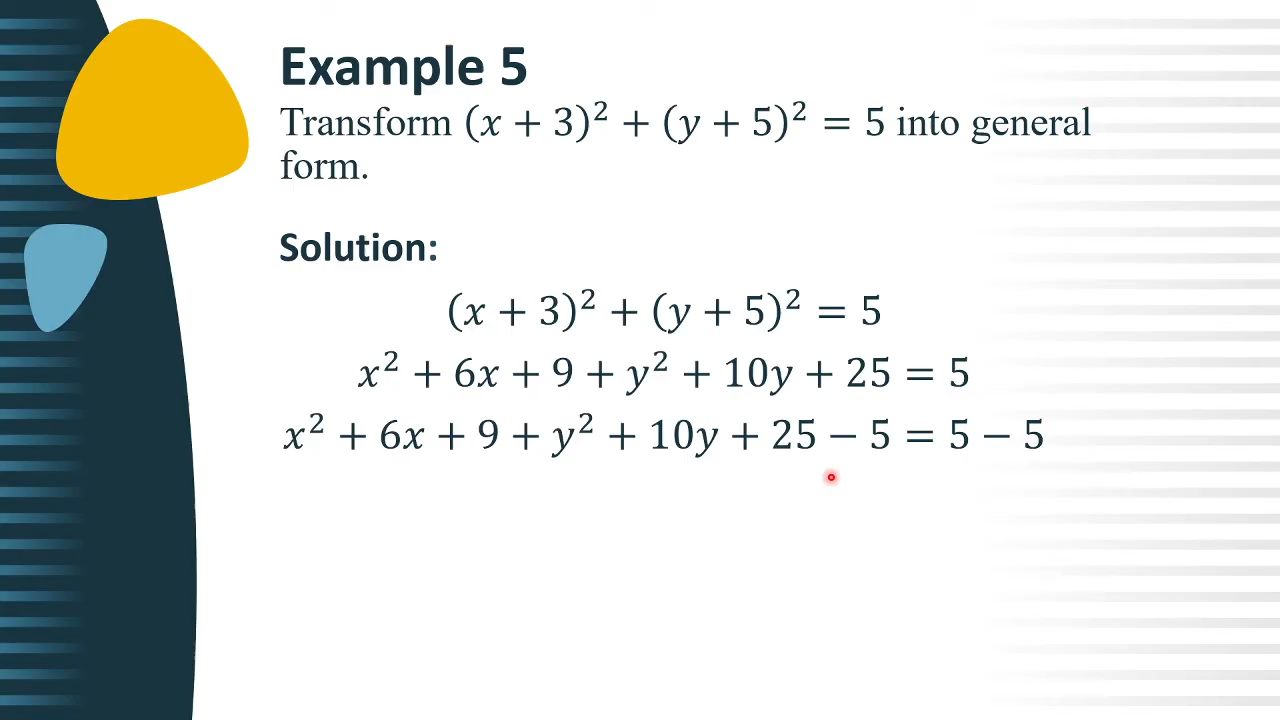 Example 5
Transform (x + 3)² + (y + 5)² = 5 into general
form.
Solution:
(x + 3)² + (y + 5)² = 5
x² + 6x + 9 + y² + 10y + 25 = 5
x² + 6x + 9 + y² + 10y + 25 − 5 = 5 − 5